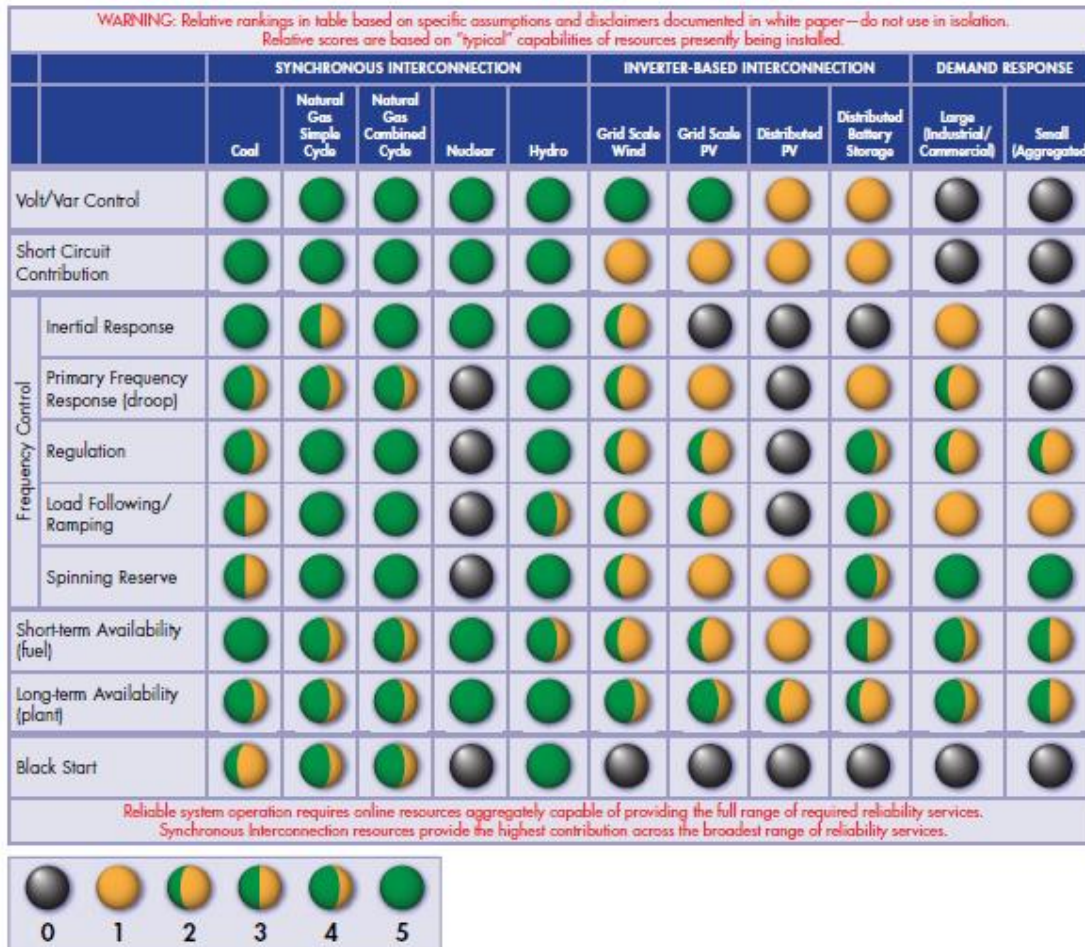 WARNING: Relative rankings in table based on specific assumptions and disclaimers documented in white paper—do not use in isolation.
Relative scores are based on "typical" capabilities of resources presently being installed.
SYNCHRONOUS INTERCONNECTION INVERTER-BASED INTERCONNECTION DEMAND RESPONSE
Coal
Natural
Gas
Simple
Cycle
Natural
Gas
Combined
Cycle
Nuclear
Hydro
Grid Scale
Wind
Grid Scale
PV
Distributed
PV
Distributed
Battery
Storage
Large
(Industrial/
Commercial)
Small
(Aggregated
Volt/Var Control
Short Circuit
Contribution
Frequency Control
Inertial Response
Primary Frequency
Response (droop)
Regulation
Load Following/
Ramping
Spinning Reserve
Short-term Availability
(fuel)
Long-term Availability
(plant)
Black Start
Reliable system operation requires online resources aggregately capable of providing the full range of required reliability services.
Synchronous Interconnection resources provide the highest contribution across the broadest range of reliability services.
0 1 2 3 4 5